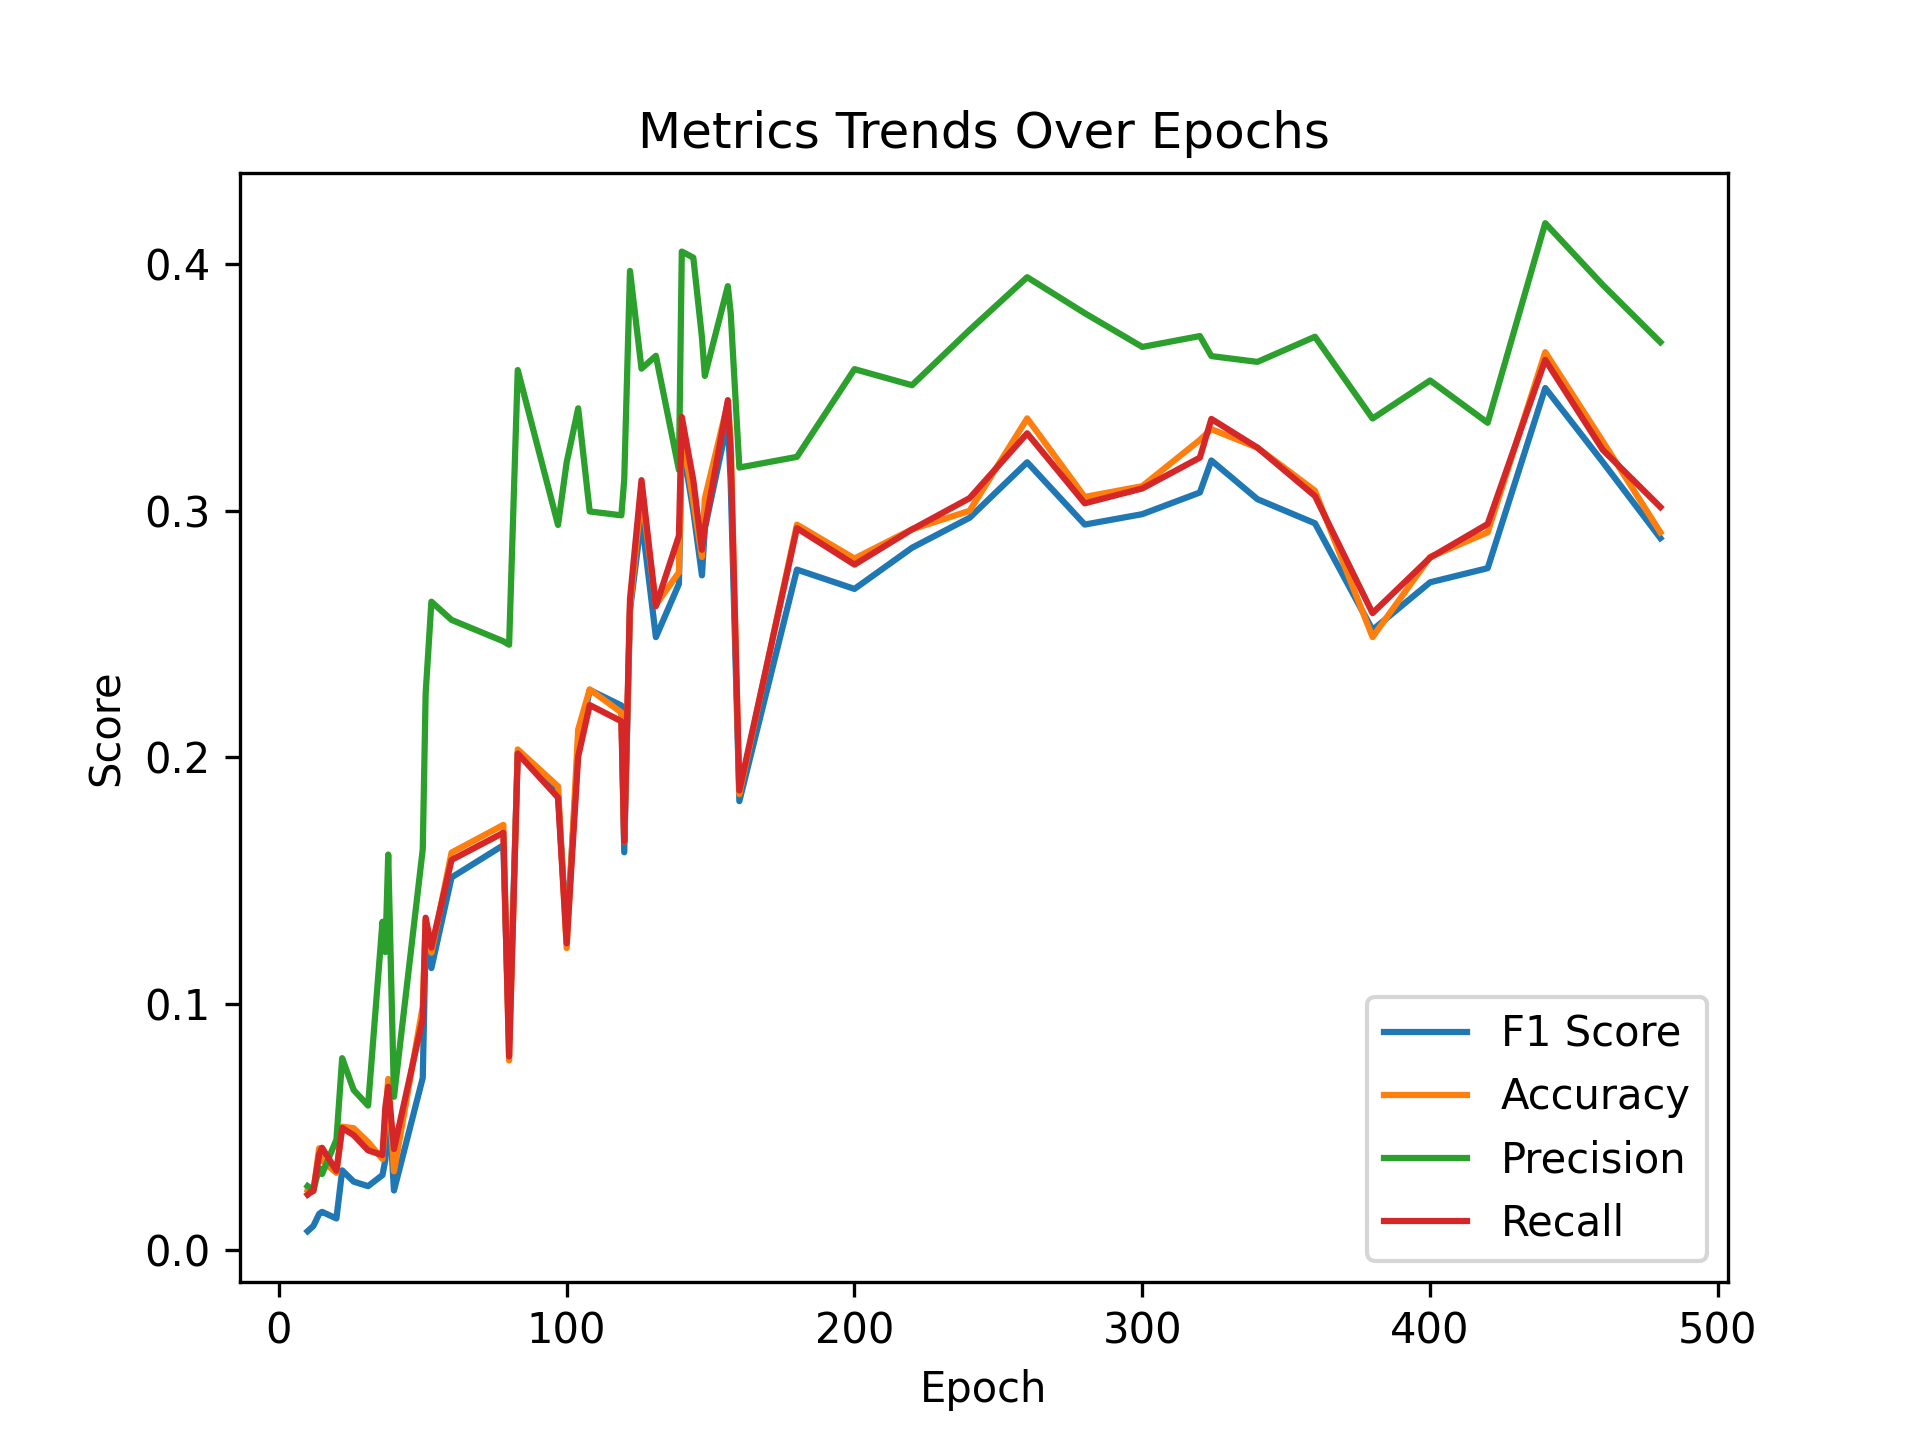 Metrics Trends Over Epochs
0.4
0.3
0.2
0.1
0.0
Score
0 100 200 300 400 500
Epoch
F1 Score
Accuracy
Precision
Recall